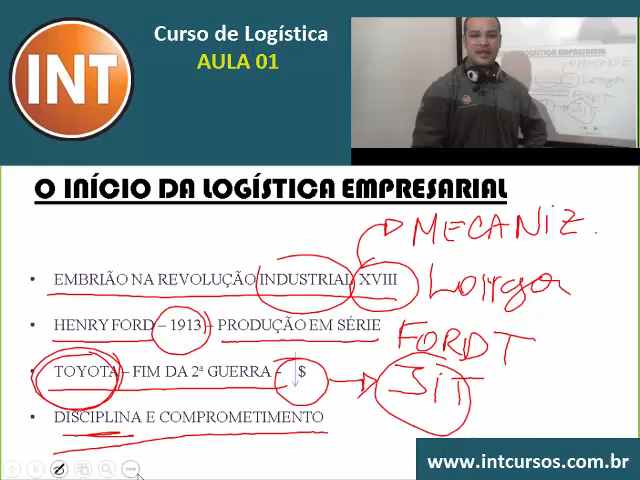 INT
Curso de Logística
AULA 01
O INÍCIO DA LOGÍSTICA EMPRESARIAL
MECANIZ.
• EMBRIÃO NA REVOLUÇÃO INDUSTRIAL XVIII
• HENRY FORD – 1913 – PRODUÇÃO EM SÉRIE
FORDT
• TOYOTA – FIM DA 2ª GUERRA – ↓ $
JiT
• DISCIPLINA E COMPROMETIMENTO
www.intcursos.com.br